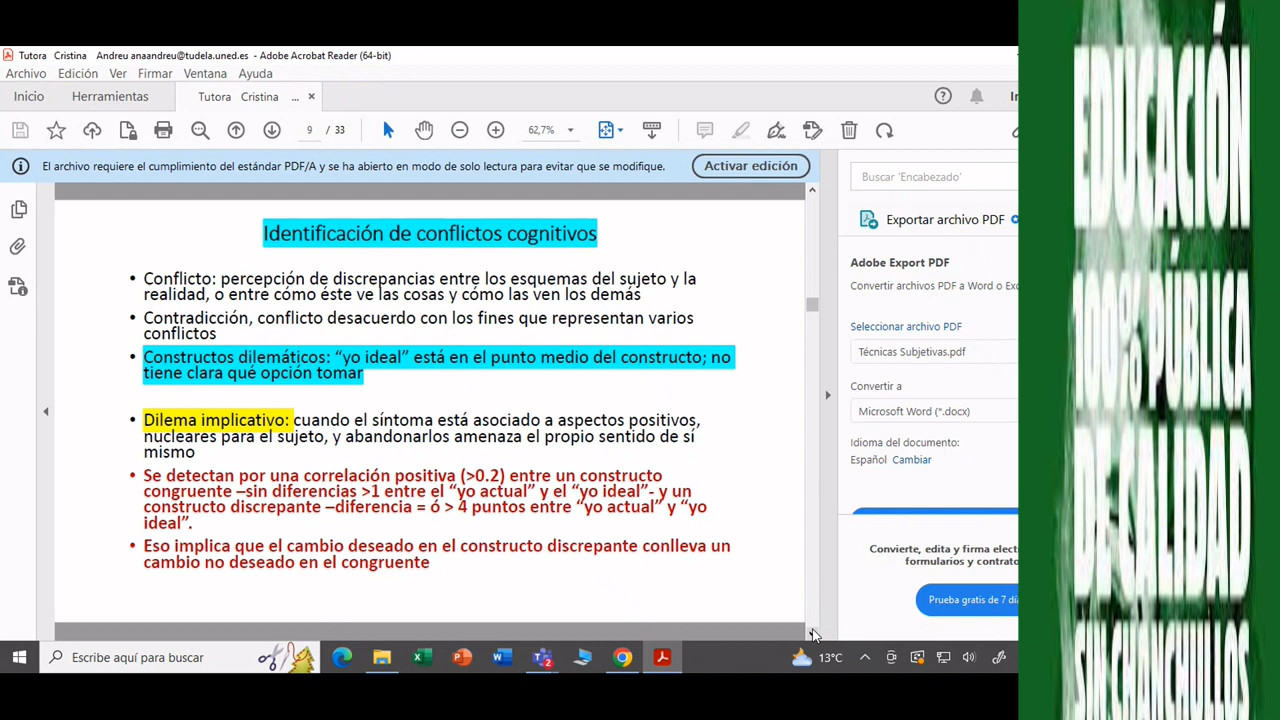 Tutora Cristina Andreu anaandreu@tudela.uned.es - Adobe Acrobat Reader (64-bit)
Archivo Edición Ver Firmar Ventana Ayuda
Inicio Herramientas Tutora Cristina ... ×
9 / 33 62,7%
El archivo requiere el cumplimiento del estándar PDF/A y se ha abierto en modo de solo lectura para evitar que se modifique. Activar edición
Identificación de conflictos cognitivos
• Conflicto: percepción de discrepancias entre los esquemas del sujeto y la
realidad, o entre cómo éste ve las cosas y cómo las ven los demás
• Contradicción, conflicto desacuerdo con los fines que representan varios
conflictos
• Constructos dilemáticos: “yo ideal” está en el punto medio del constructo; no
tiene clara qué opción tomar
• Dilema implicativo: cuando el síntoma está asociado a aspectos positivos,
nucleares para el sujeto, y abandonarlos amenaza el propio sentido de sí
mismo
• Se detectan por una correlación positiva (>0.2) entre un constructo
congruente –sin diferencias >1 entre el “yo actual” y el “yo ideal”- y un
constructo discrepante –diferencia = ó > 4 puntos entre “yo actual” y “yo
ideal”.
• Eso implica que el cambio deseado en el constructo discrepante conlleva un
cambio no deseado en el congruente
Buscar 'Encabezado'
Exportar archivo PDF
Adobe Export PDF
Convertir archivos PDF a Word o Exc
Seleccionar archivo PDF
Técnicas Subjetivas.pdf
Convertir a
Microsoft Word (*.docx)
Idioma del documento:
Español Cambiar
Convierte, edita y firma electr
formularios y contrato
Prueba gratis de 7 día
Escribe aquí para buscar
13°C
EDUCACIÓN
100% PÚBLICA
ó
DE SALIDAD
SIN CHANCHULLOS